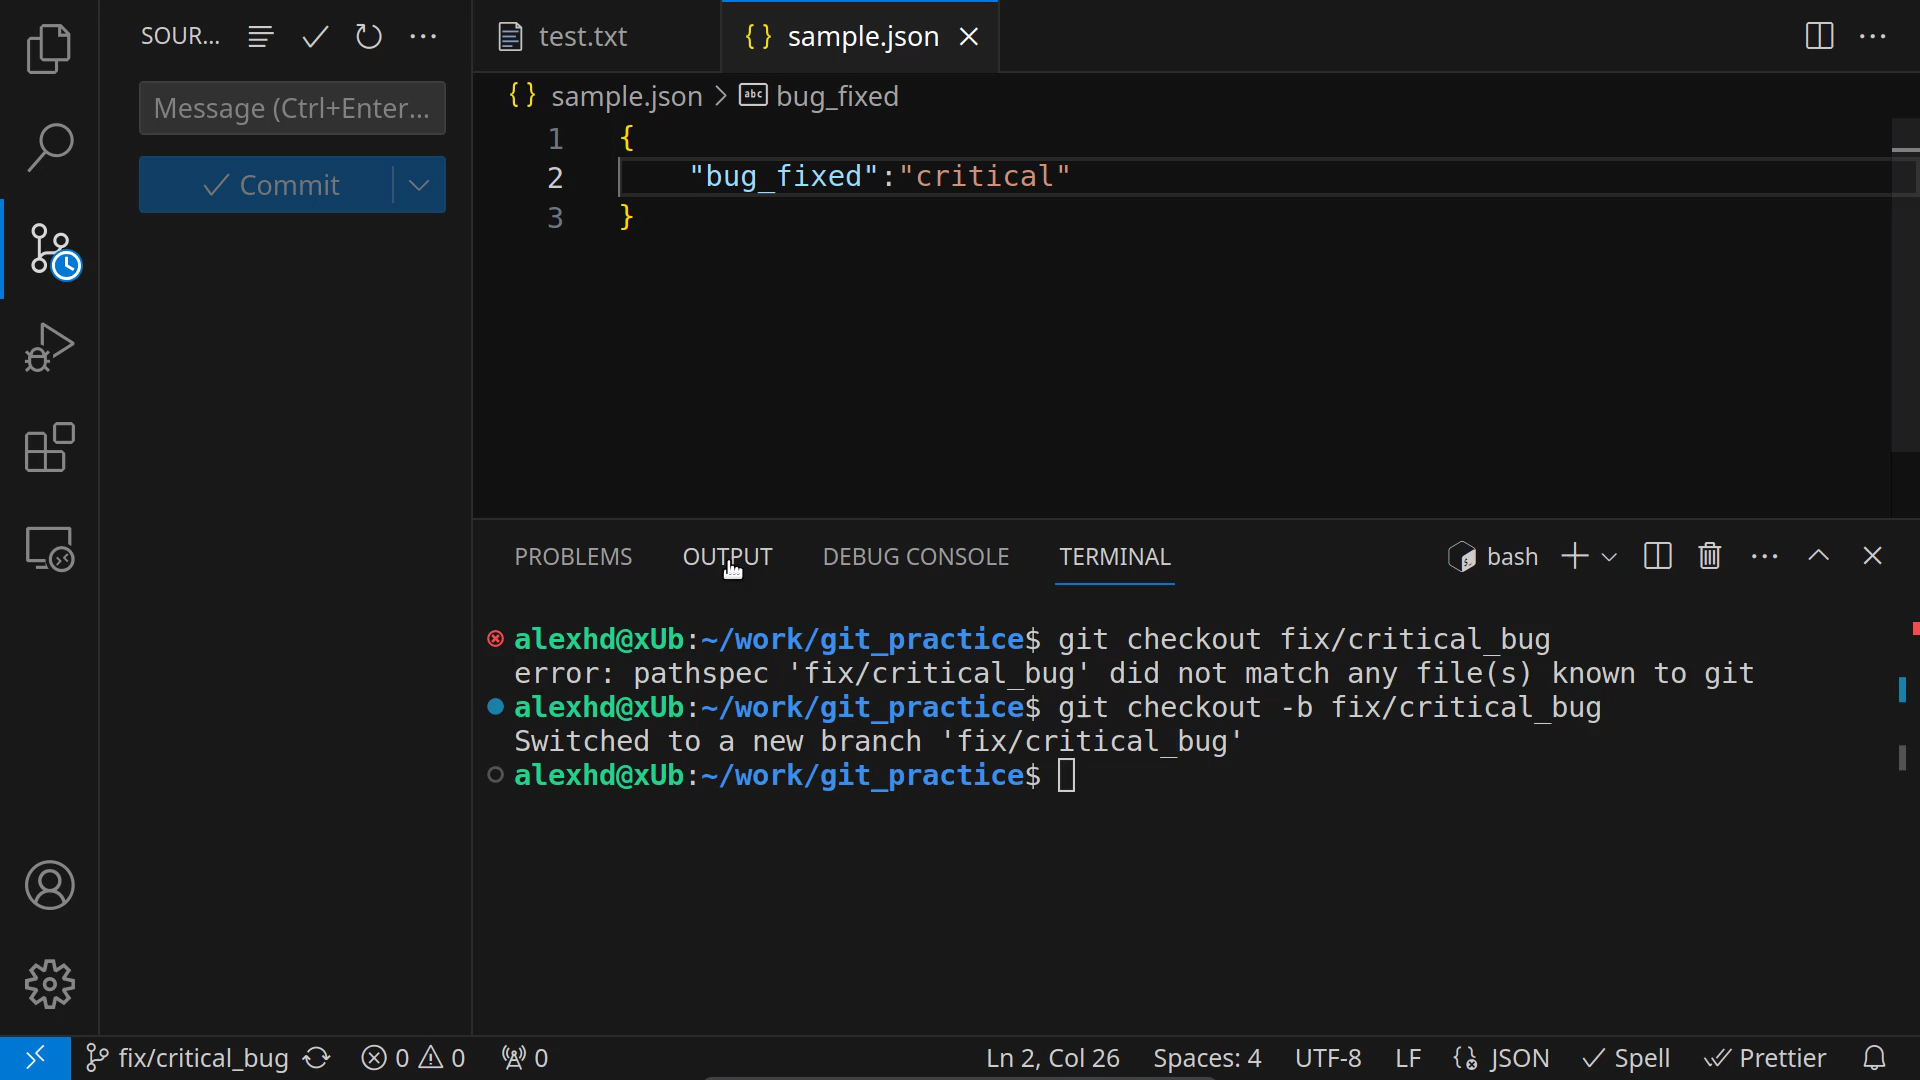 SOUR...
Message (Ctrl+Enter...
Commit
test.txt
{ } sample.json
{ } sample.json > abc bug_fixed
1 {
2 "bug_fixed":"critical"
3 }
PROBLEMS OUTPUT DEBUG CONSOLE TERMINAL bash
alexhd@xUb:~/work/git_practice$ git checkout fix/critical_bug
error: pathspec 'fix/critical_bug' did not match any file(s) known to git
alexhd@xUb:~/work/git_practice$ git checkout -b fix/critical_bug
Switched to a new branch 'fix/critical_bug'
alexhd@xUb:~/work/git_practice$
fix/critical_bug 0 0 0 Ln 2, Col 26 Spaces: 4 UTF-8 LF JSON Spell Prettier